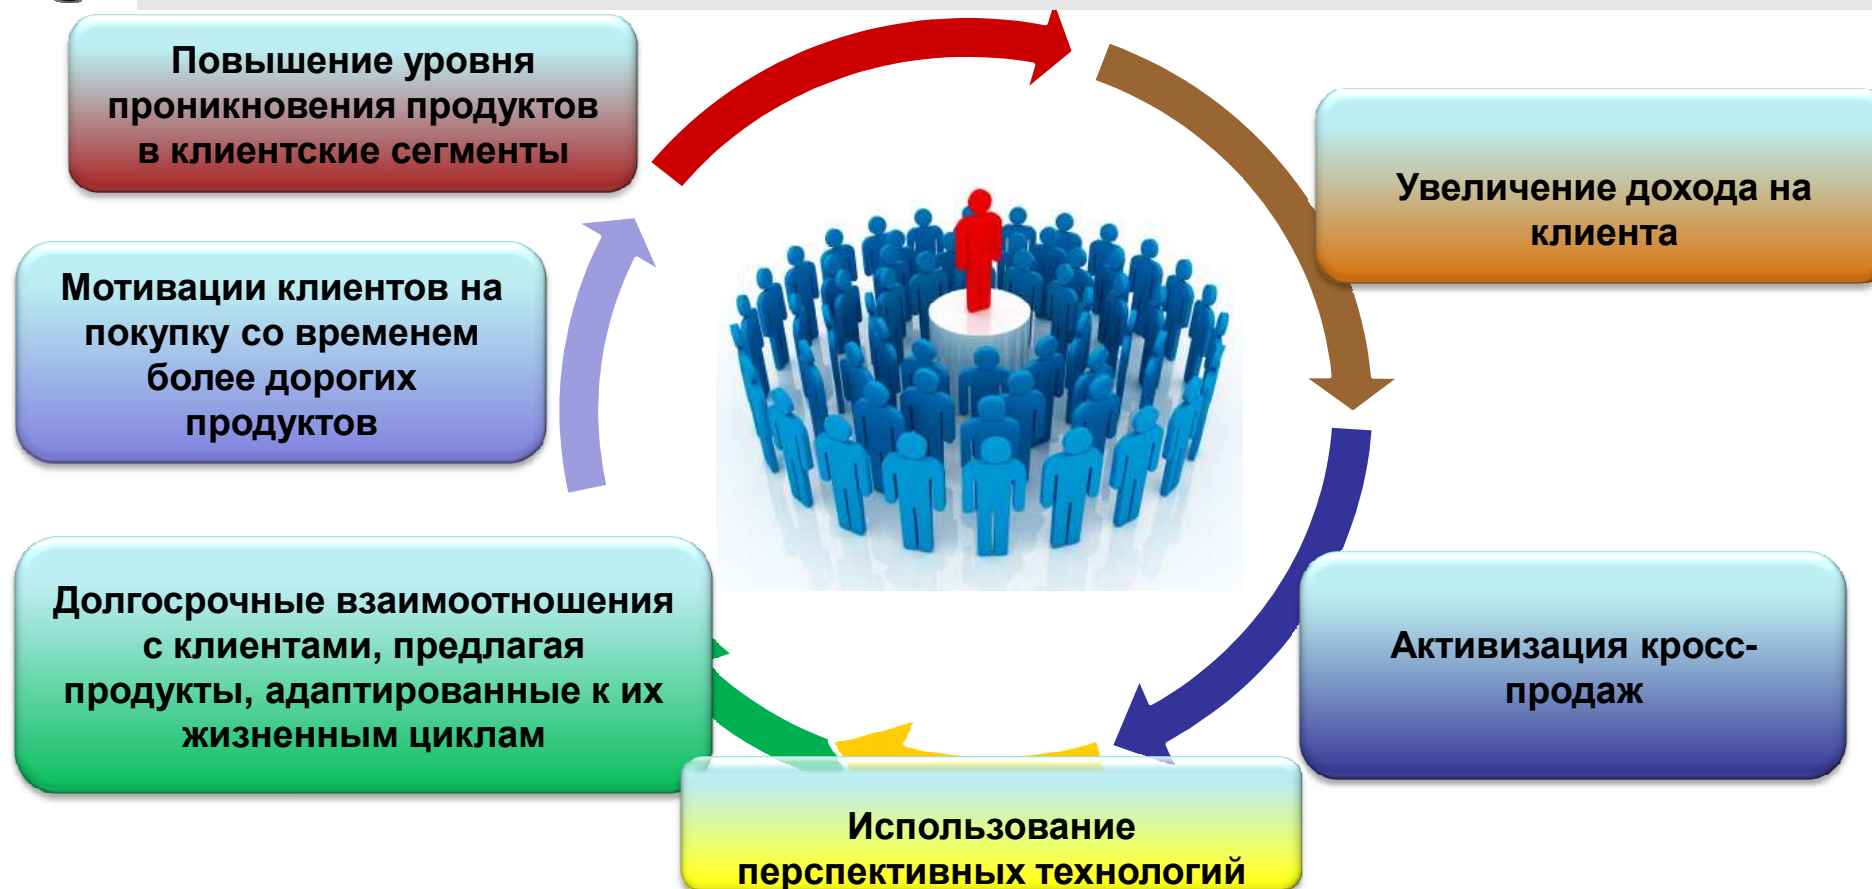 Повышение уровня
проникновения продуктов
в клиентские сегменты
Увеличение дохода на
клиента
Мотивации клиентов на
покупку со временем
более дорогих
продуктов
Долгосрочные взаимоотношения
с клиентами, предлагая
продукты, адаптированные к их
жизненным циклам
Активизация кросс-
продаж
Использование
перспективных технологий